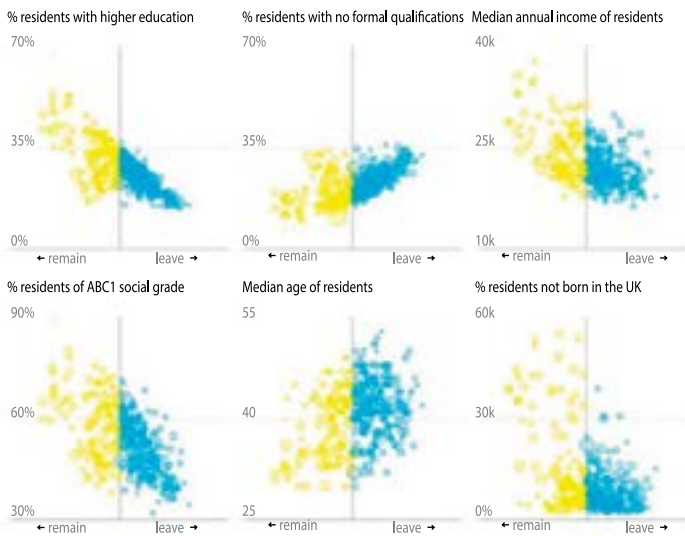 % residents with higher education
70%
35%
0%
← remain
leave →
% residents with no formal qualifications
70%
35%
0%
← remain
leave →
Median annual income of residents
40k
25k
10k
← remain
leave →
% residents of ABC1 social grade
90%
60%
30%
← remain
leave →
Median age of residents
55
40
25
← remain
leave →
% residents not born in the UK
60k
30k
0%
← remain
leave →